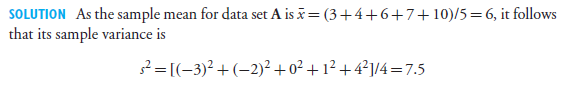 SOLUTION As the sample mean for data set A is x̄ = (3+4+6+7+10)/5=6, it follows
that its sample variance is
s² = [(−3)² + (−2)² + 0² + 1² + 4²]/4 = 7.5